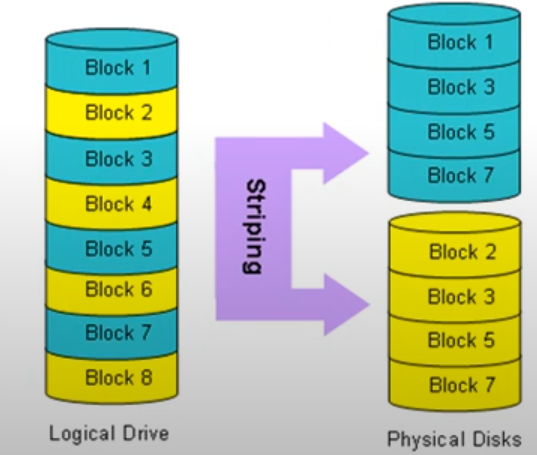 Block 1
Block 2
Block 3
Block 4
Block 5
Block 6
Block 7
Block 8
Logical Drive
Striping
Block 1
Block 3
Block 5
Block 7
Block 2
Block 3
Block 5
Block 7
Physical Disks